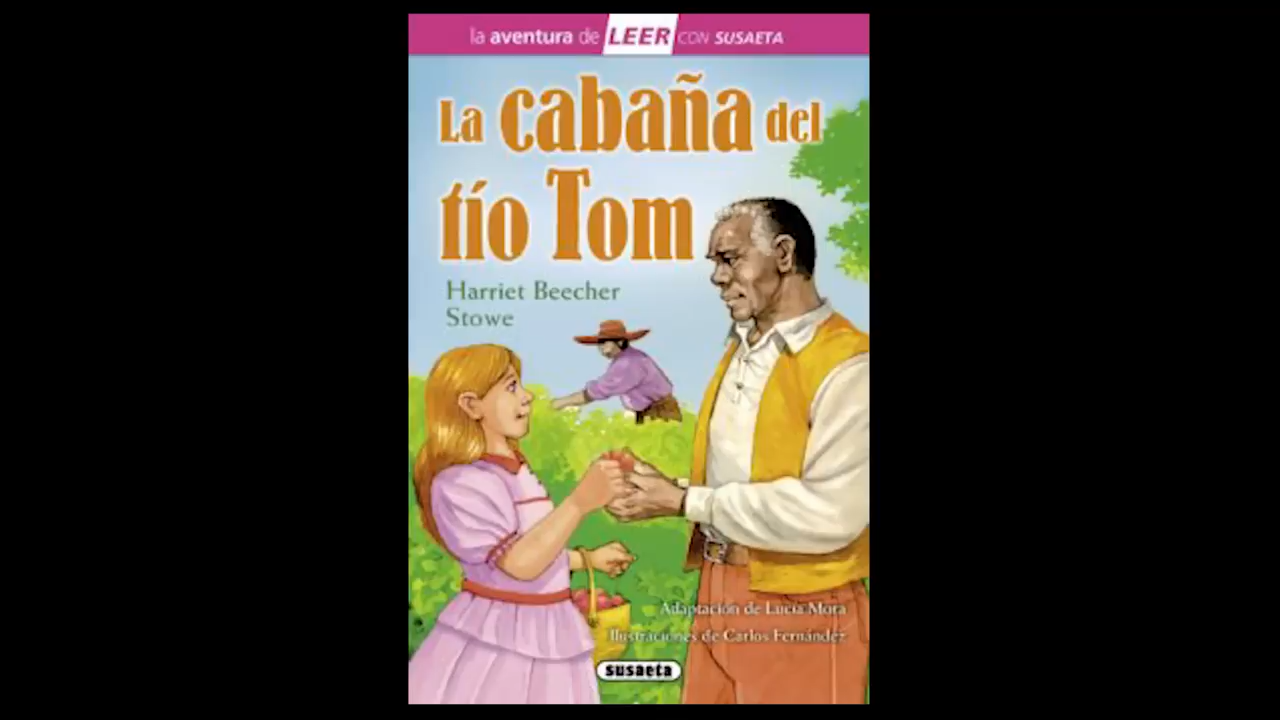 la aventura de LEER CON SUSAETA
La cabaña del
tío Tom
Harriet Beecher
Stowe
Adaptación de Lucía Mora
Ilustraciones de Carlos Fernández
susaeta